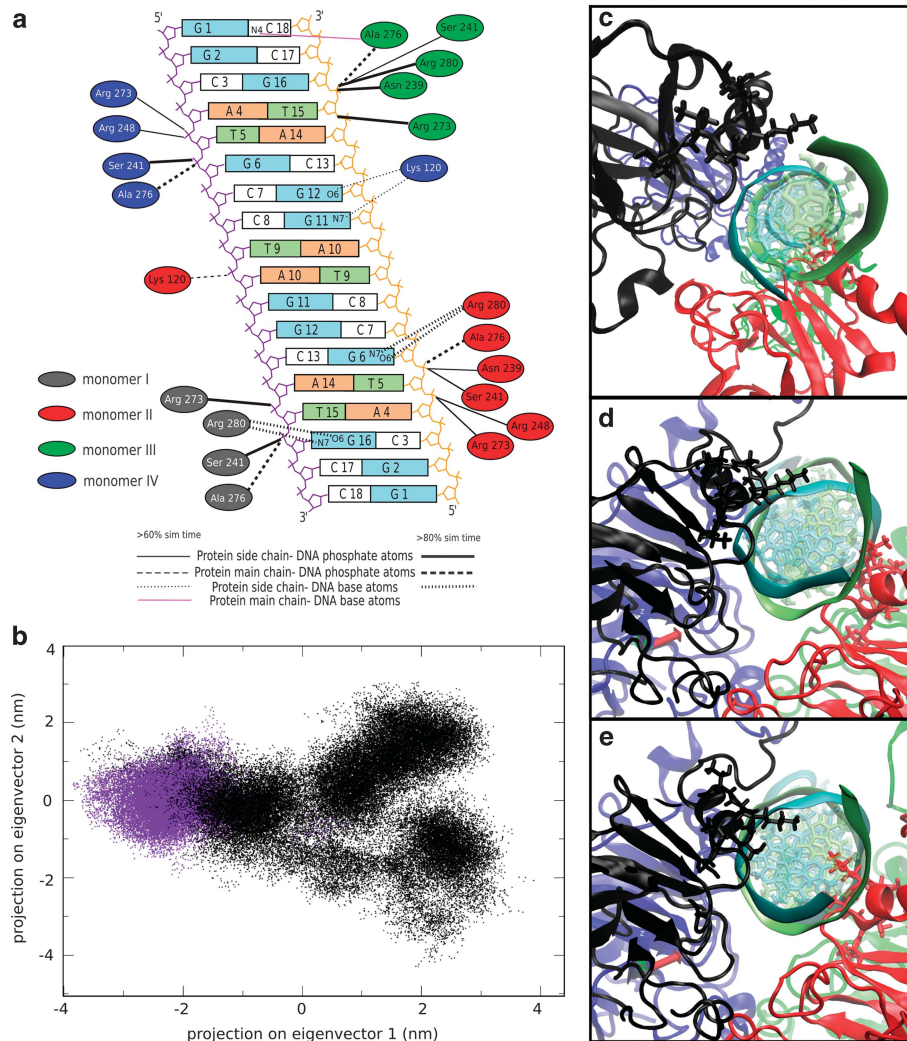 a
5'
3'
G 1 N4 C 18
G 2 C 17
C 3 G 16
A 4 T 15
T 5 A 14
G 6 C 13
C 7 G 12 O6
C 8 G 11 N7
T 9 A 10
A 10 T 9
G 11 C 8
G 12 C 7
C 13 G 6 N7 O6
A 14 T 5
T 15 A 4
N7 O6 G 16 C 3
C 17 G 2
C 18 G 1
3'
5'
Ser 241
Ala 276
Arg 280
Asn 239
Arg 273
Arg 273
Arg 248
Ser 241
Ala 276
Lys 120
Lys 120
Arg 280
Ala 276
Asn 239
Ser 241
Arg 248
Arg 273
Arg 273
Arg 280
Ser 241
Ala 276
monomer I
monomer II
monomer III
monomer IV
>60% sim time
>80% sim time
Protein side chain- DNA phosphate atoms
Protein main chain- DNA phosphate atoms
Protein side chain- DNA base atoms
Protein main chain- DNA base atoms
b
projection on eigenvector 2 (nm)
4
2
0
-2
-4
-4
-2
0
2
4
projection on eigenvector 1 (nm)
c
d
z
e
z